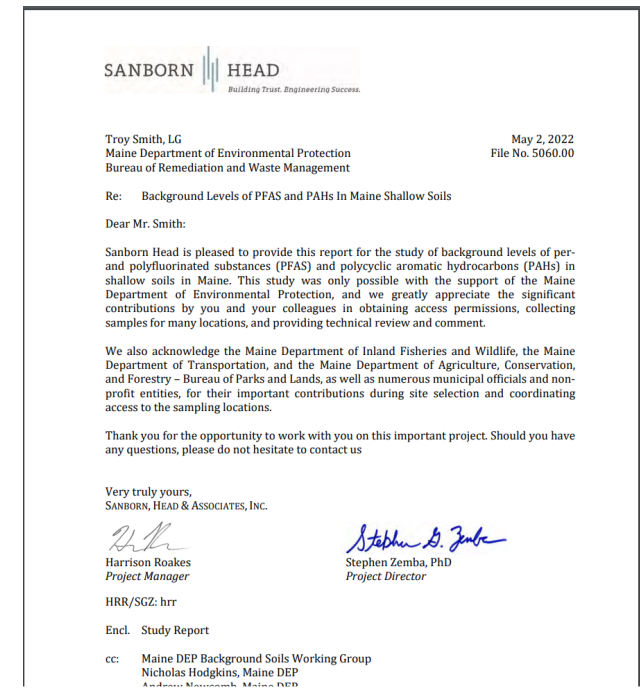 SANBORN HEAD
Building Trust. Engineering Success.
Troy Smith, LG
May 2, 2022
Maine Department of Environmental Protection
File No. 5060.00
Bureau of Remediation and Waste Management
Re: Background Levels of PFAS and PAHs In Maine Shallow Soils
Dear Mr. Smith:
Sanborn Head is pleased to provide this report for the study of background levels of per-
and polyfluorinated substances (PFAS) and polycyclic aromatic hydrocarbons (PAHs) in
shallow soils in Maine. This study was only possible with the support of the Maine
Department of Environmental Protection, and we greatly appreciate the significant
contributions by you and your colleagues in obtaining access permissions, collecting
samples for many locations, and providing technical review and comment.
We also acknowledge the Maine Department of Inland Fisheries and Wildlife, the Maine
Department of Transportation, and the Maine Department of Agriculture, Conservation,
and Forestry – Bureau of Parks and Lands, as well as numerous municipal officials and non-
profit entities, for their important contributions during site selection and coordinating
access to the sampling locations.
Thank you for the opportunity to work with you on this important project. Should you have
any questions, please do not hesitate to contact us
Very truly yours,
SANBORN, HEAD & ASSOCIATES, INC.
Stephen G. Zemba
Harrison Roakes
Stephen Zemba, PhD
Project Manager
Project Director
HRR/SGZ: hrr
Encl. Study Report
cc: Maine DEP Background Soils Working Group
Nicholas Hodgkins, Maine DEP
Andrew Newcomb, Maine DEP